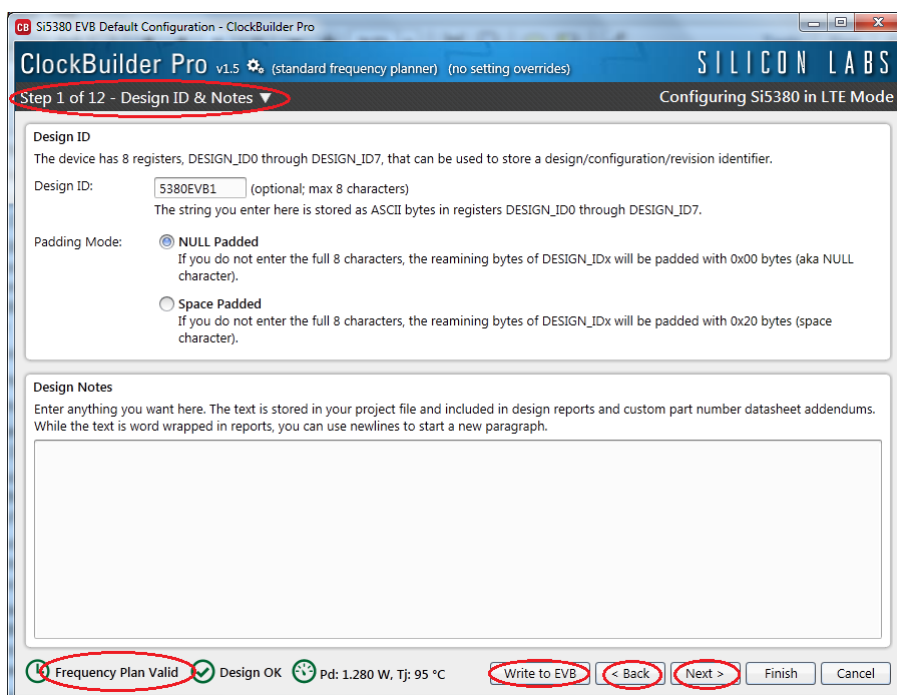 CB Si5380 EVB Default Configuration - ClockBuilder Pro
ClockBuilder Pro v1.5 (standard frequency planner) (no setting overrides) SILICON LABS
Step 1 of 12 - Design ID & Notes ▼ Configuring Si5380 in LTE Mode
Design ID
The device has 8 registers, DESIGN_ID0 through DESIGN_ID7, that can be used to store a design/configuration/revision identifier.
Design ID: 5380EVB1 (optional; max 8 characters)
The string you enter here is stored as ASCII bytes in registers DESIGN_ID0 through DESIGN_ID7.
Padding Mode: NULL Padded
If you do not enter the full 8 characters, the reamining bytes of DESIGN_IDx will be padded with 0x00 bytes (aka NULL
character).
Space Padded
If you do not enter the full 8 characters, the reamining bytes of DESIGN_IDx will be padded with 0x20 bytes (space
character).
Design Notes
Enter anything you want here. The text is stored in your project file and included in design reports and custom part number datasheet addendums.
While the text is word wrapped in reports, you can use newlines to start a new paragraph.
Frequency Plan Valid Design OK Pd: 1.280 W, Tj: 95 °C Write to EVB < Back Next > Finish Cancel